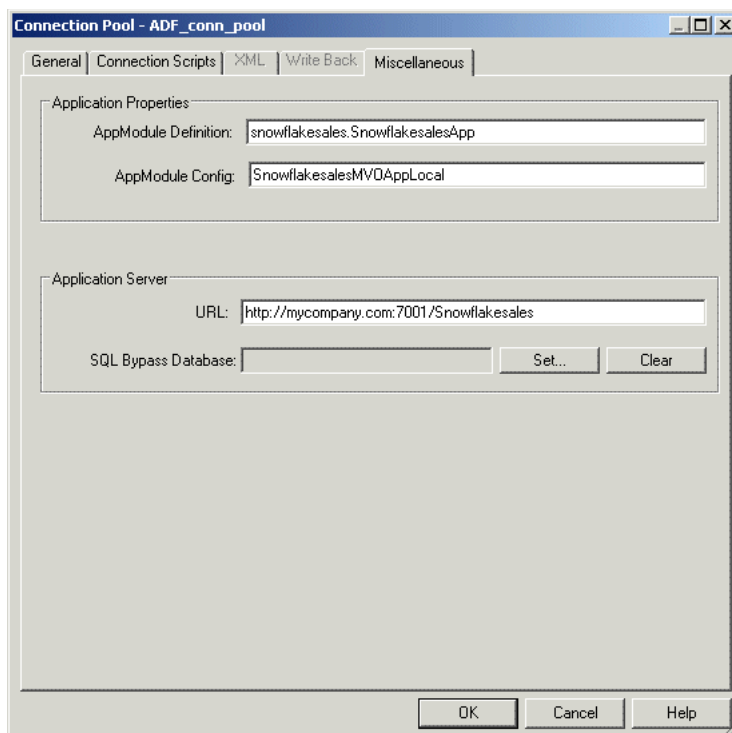 Connection Pool - ADF_conn_pool
General Connection Scripts XML Write Back Miscellaneous
Application Properties
AppModule Definition: snowflakesales.SnowflakesalesApp
AppModule Config: SnowflakesalesMVOAppLocal
Application Server
URL: http://mycompany.com:7001/Snowflakesales
SQL Bypass Database: Set... Clear
OK Cancel Help